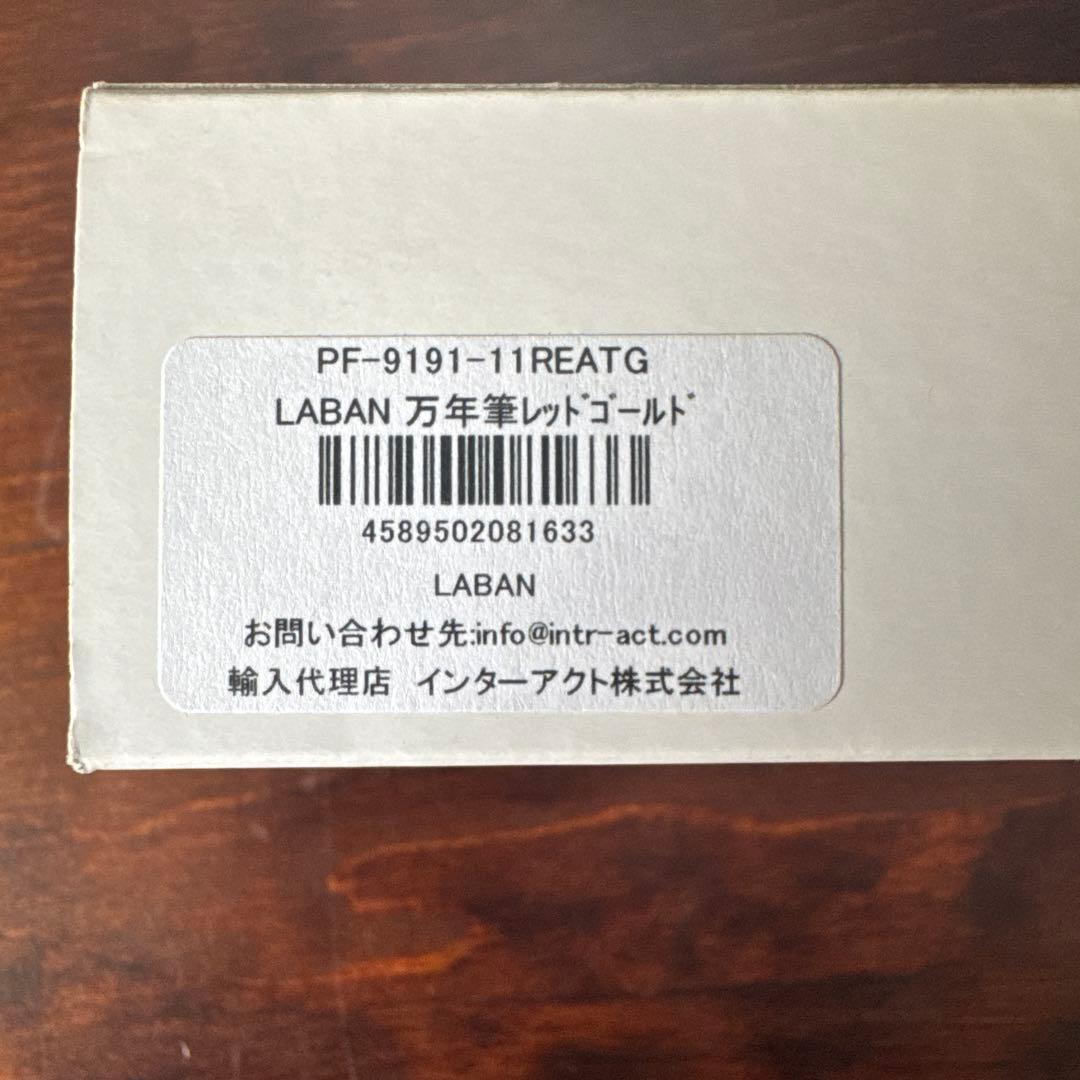 PF-9191-11REATG
LABAN 万年筆ﾚｯﾄﾞｺﾞｰﾙﾄﾞ
4589502081633
LABAN
お問い合わせ先:info@intr-act.com
輸入代理店　インターアクト株式会社